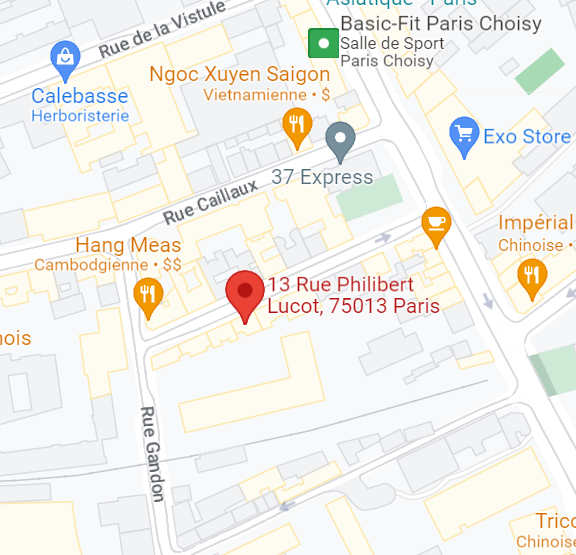 Asiatique - Paris
Rue de la Vistule
Basic-Fit Paris Choisy
Salle de Sport
Paris Choisy
Ngoc Xuyen Saigon
Vietnamienne • $
Calebasse
Herboristerie
Exo Store
37 Express
Rue Caillaux
Hang Meas
Cambodgienne • $$
Impérial
Chinoise •
13 Rue Philibert
Lucot, 75013 Paris
nois
Rue Gandon
Trico
Chinoise